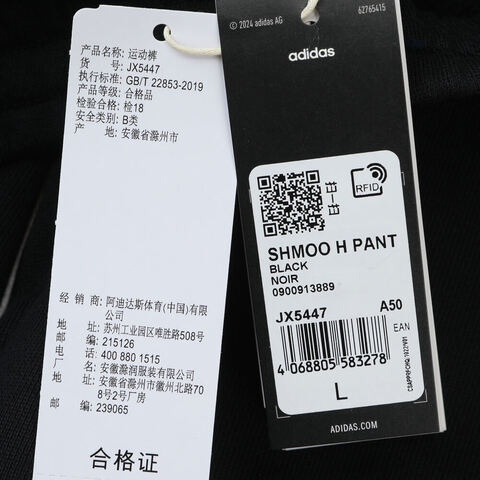 产品名称: 运动裤
货 号: JX5447
执行标准: GB/T 22853-2019
产品等级: 合格品
检验合格: 检18
安全类别: B类
产 地: 安徽省滁州市
经 销 商: 阿迪达斯体育(中国)有限
公司
地 址: 苏州工业园区唯胜路508号
邮 编: 215126
电 话: 400 880 1515
厂 名: 安徽滁润服装有限公司
厂 址: 安徽省滁州市徽州北路70
8号2号厂房
邮 编: 239065
合格证
© 2024 adidas AG
62765415
adidas
RFID
SHMOO H PANT
BLACK
NOIR
0900913889
JX5447 A50
EAN
4 068805 583278
L
ADIDAS.COM